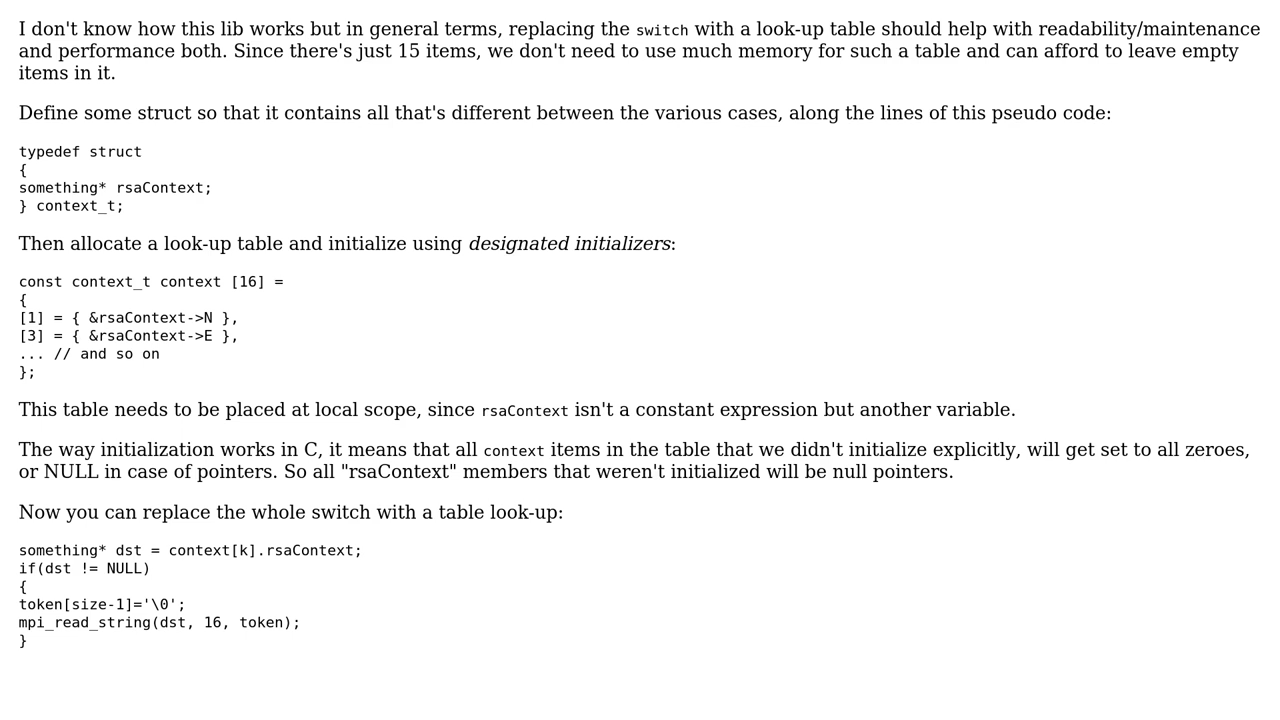 I don't know how this lib works but in general terms, replacing the switch with a look-up table should help with readability/maintenance
and performance both. Since there's just 15 items, we don't need to use much memory for such a table and can afford to leave empty
items in it.
Define some struct so that it contains all that's different between the various cases, along the lines of this pseudo code:
typedef struct
{
something* rsaContext;
} context_t;
Then allocate a look-up table and initialize using designated initializers:
const context_t context [16] =
{
[1] = { &rsaContext->N },
[3] = { &rsaContext->E },
... // and so on
};
This table needs to be placed at local scope, since rsaContext isn't a constant expression but another variable.
The way initialization works in C, it means that all context items in the table that we didn't initialize explicitly, will get set to all zeroes,
or NULL in case of pointers. So all "rsaContext" members that weren't initialized will be null pointers.
Now you can replace the whole switch with a table look-up:
something* dst = context[k].rsaContext;
if(dst != NULL)
{
token[size-1]='\0';
mpi_read_string(dst, 16, token);
}